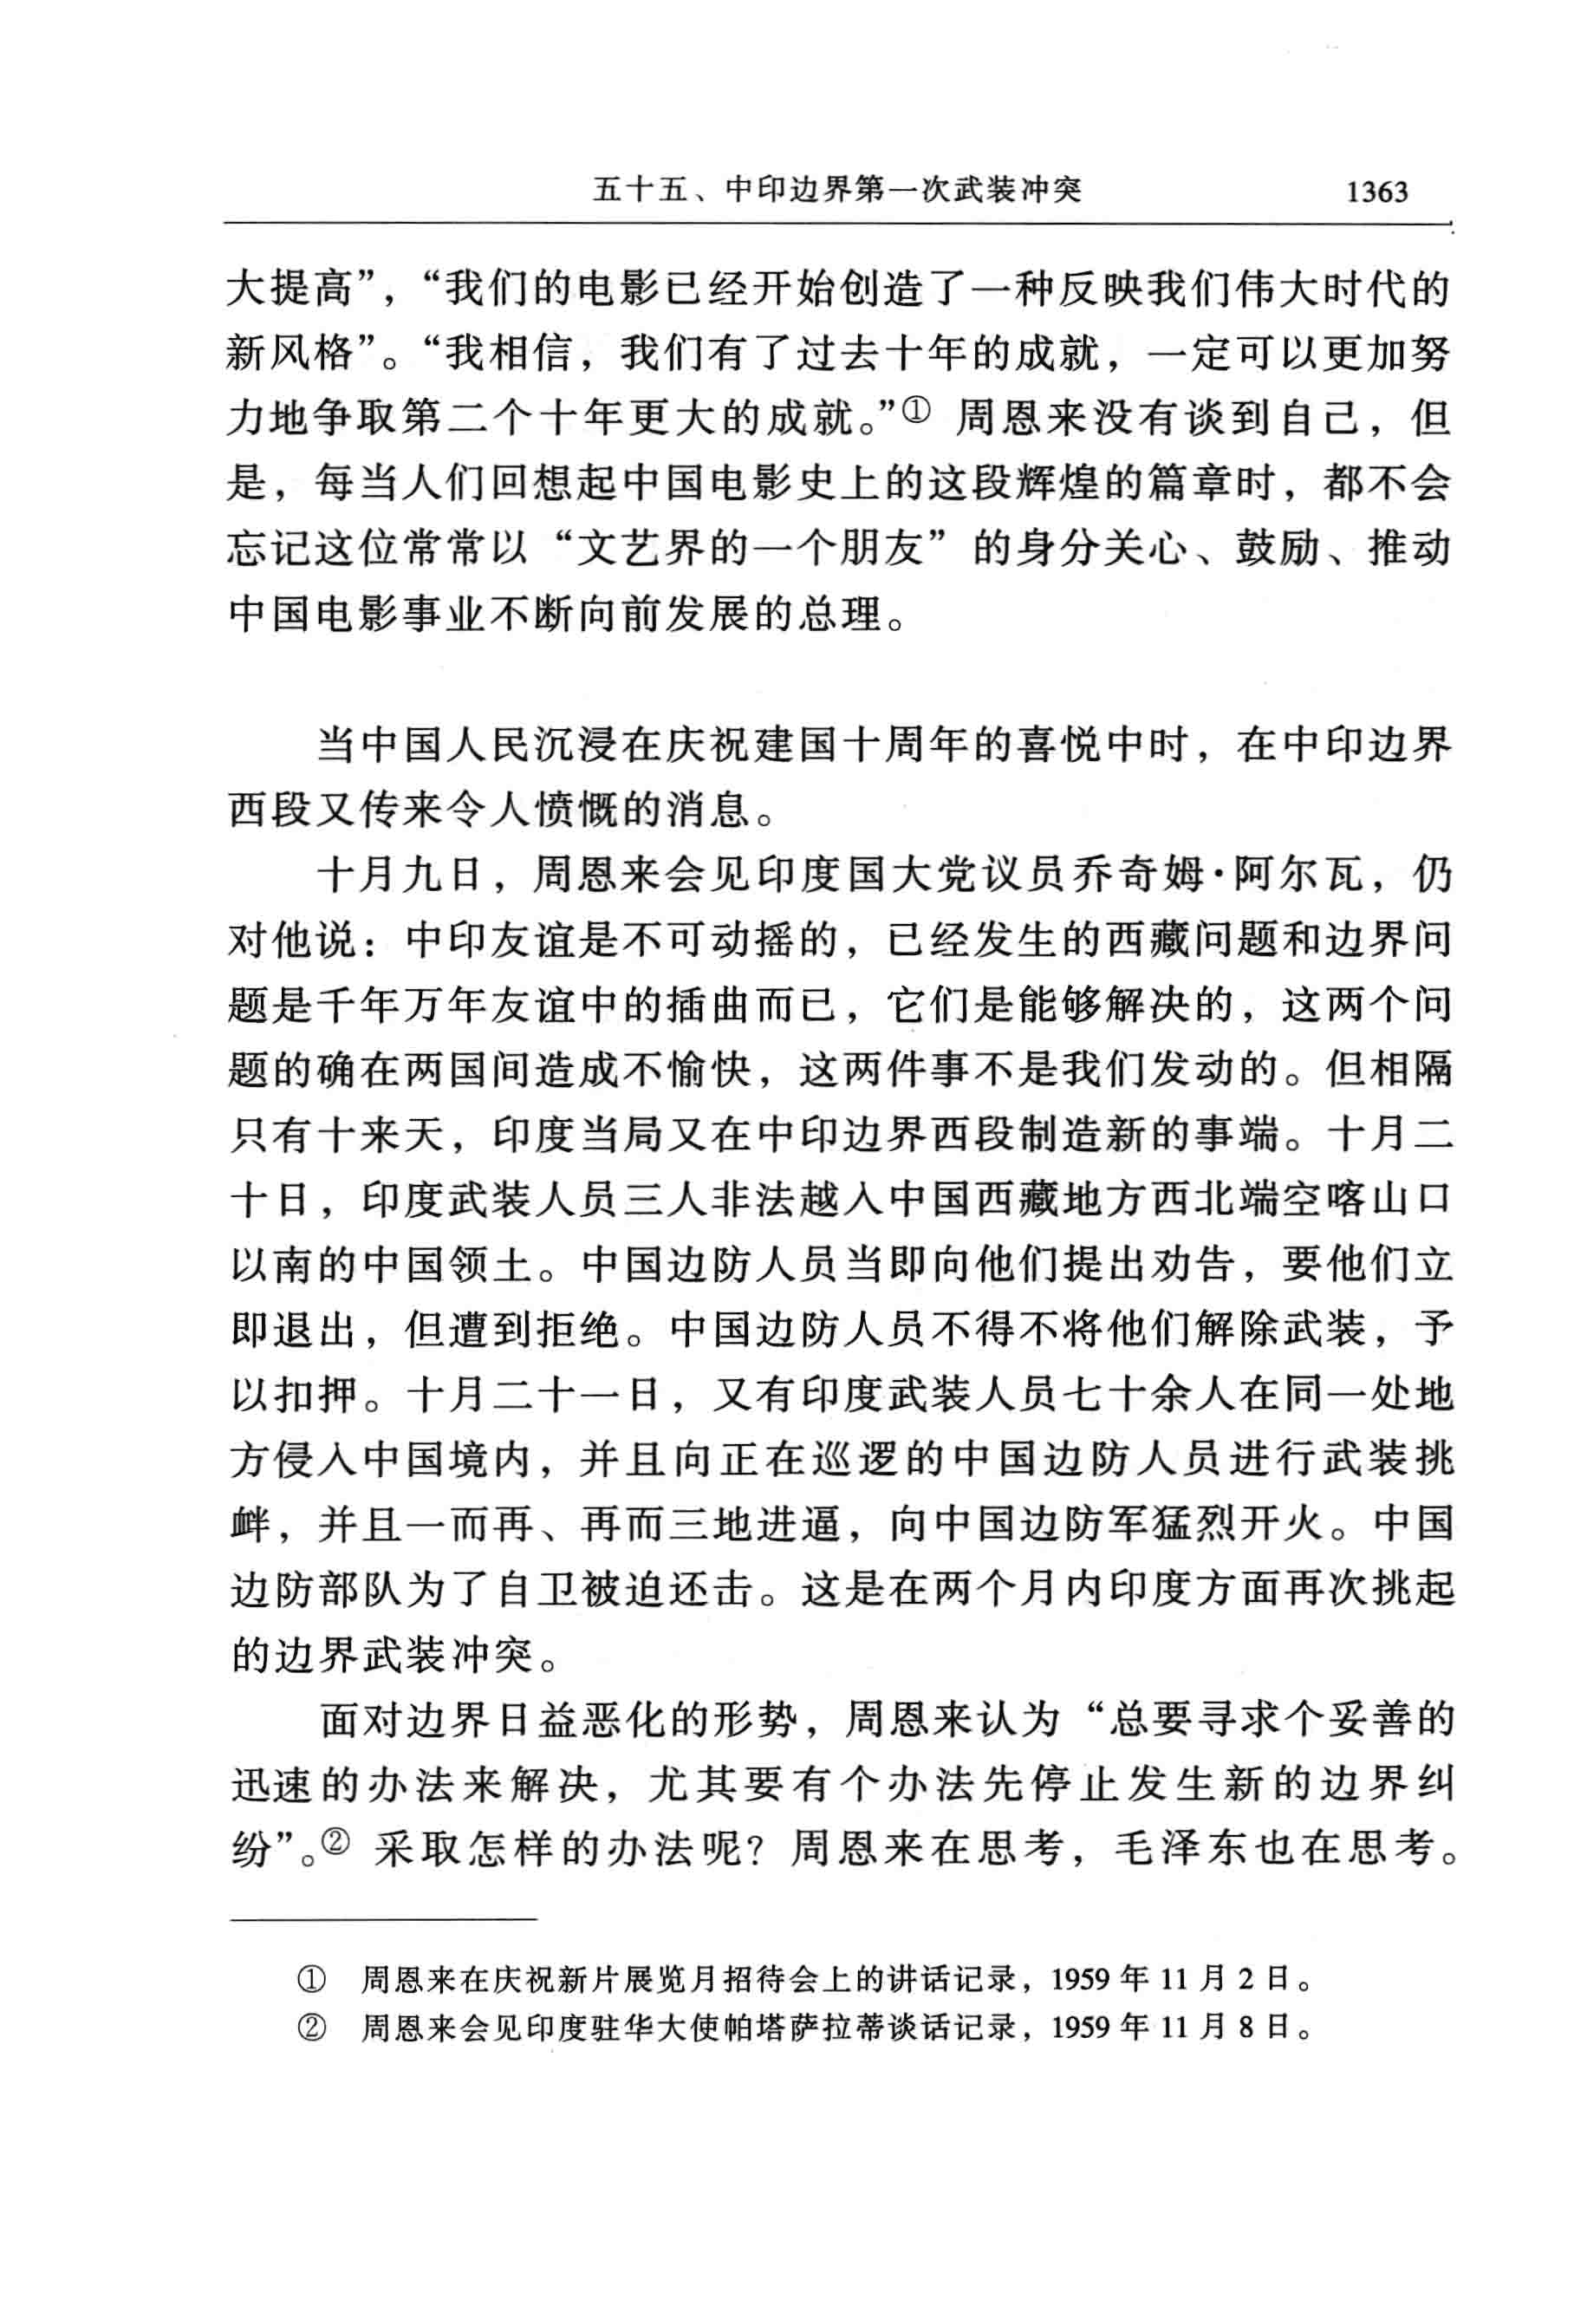 五十五、中印边界第一次武装冲突 1363
大提高”，“我们的电影已经开始创造了一种反映我们伟大时代的
新风格”。“我相信，我们有了过去十年的成就，一定可以更加努
力地争取第二个十年更大的成就。”① 周恩来没有谈到自己，但
是，每当人们回想起中国电影史上的这段辉煌的篇章时，都不会
忘记这位常常以“文艺界的一个朋友”的身分关心、鼓励、推动
中国电影事业不断向前发展的总理。
当中国人民沉浸在庆祝建国十周年的喜悦中时，在中印边界
西段又传来令人愤慨的消息。
十月九日，周恩来会见印度国大党议员乔奇姆·阿尔瓦，仍
对他说：中印友谊是不可动摇的，已经发生的西藏问题和边界问
题是千年万年友谊中的插曲而已，它们是能够解决的，这两个问
题的确在两国间造成不愉快，这两件事不是我们发动的。但相隔
只有十来天，印度当局又在中印边界西段制造新的事端。十月二
十日，印度武装人员三人非法越入中国西藏地方西北端空喀山口
以南的中国领土。中国边防人员当即向他们提出劝告，要他们立
即退出，但遭到拒绝。中国边防人员不得不将他们解除武装，予
以扣押。十月二十一日，又有印度武装人员七十余人在同一处地
方侵入中国境内，并且向正在巡逻的中国边防人员进行武装挑
衅，并且一而再、再而三地进逼，向中国边防军猛烈开火。中国
边防部队为了自卫被迫还击。这是在两个月内印度方面再次挑起
的边界武装冲突。
面对边界日益恶化的形势，周恩来认为“总要寻求个妥善的
迅速的办法来解决，尤其要有个办法先停止发生新的边界纠
纷”。② 采取怎样的办法呢？周恩来在思考，毛泽东也在思考。
① 周恩来在庆祝新片展览月招待会上的讲话记录，1959 年 11 月 2 日。
② 周恩来会见印度驻华大使帕塔萨拉蒂谈话记录，1959 年 11 月 8 日。